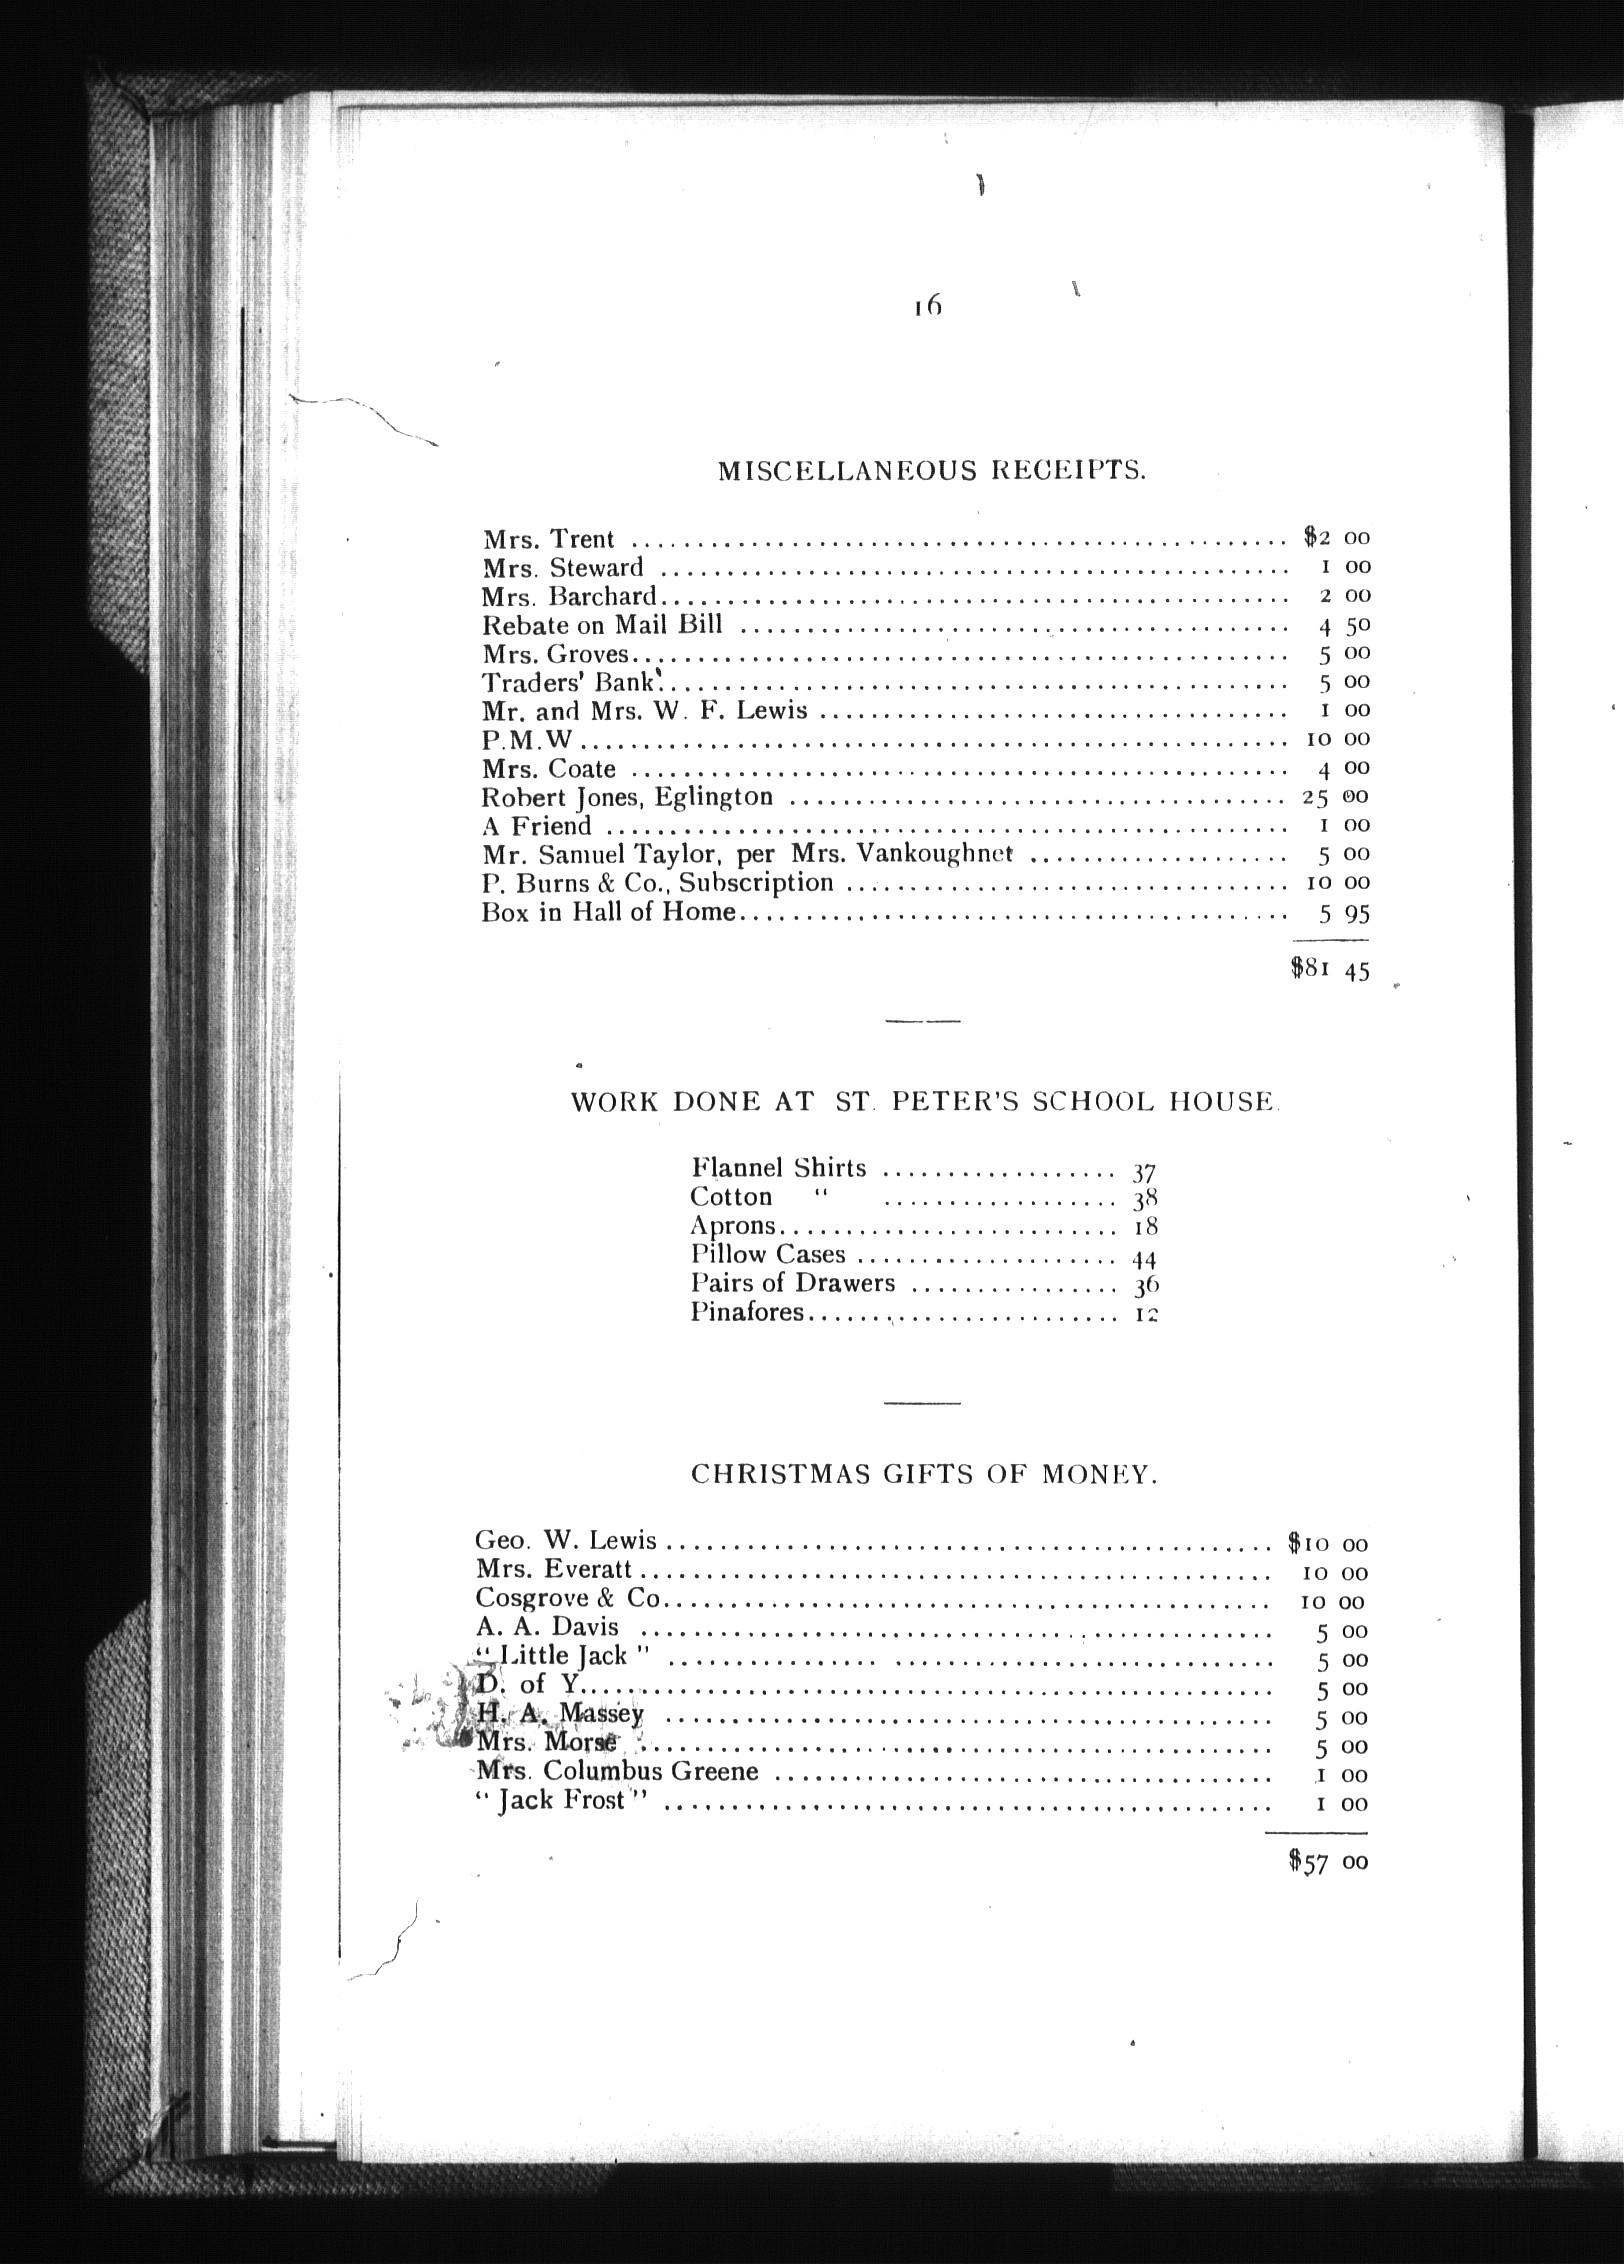 16
MISCELLANEOUS RECEIPTS.
Mrs. Trent .................................................. $2 00
Mrs. Steward ................................................ 1 00
Mrs. Barchard................................................ 2 00
Rebate on Mail Bill .......................................... 4 50
Mrs. Groves.................................................. 5 00
Traders' Bank................................................ 5 00
Mr. and Mrs. W. F. Lewis .................................... 1 00
P.M.W....................................................... 10 00
Mrs. Coate .................................................. 4 00
Robert Jones, Eglington ...................................... 25 00
A Friend .................................................... 1 00
Mr. Samuel Taylor, per Mrs. Vankoughnet .................... 5 00
P. Burns & Co., Subscription .................................. 10 00
Box in Hall of Home.......................................... 5 95
$81 45
WORK DONE AT ST. PETER'S SCHOOL HOUSE.
Flannel Shirts .................. 37
Cotton " .................. 38
Aprons.......................... 18
Pillow Cases .................... 44
Pairs of Drawers ................ 36
Pinafores........................ 12
CHRISTMAS GIFTS OF MONEY.
Geo. W. Lewis .............................................. $10 00
Mrs. Everatt ................................................ 10 00
Cosgrove & Co.............................................. 10 00
A. A. Davis ................................................ 5 00
" Little Jack " .............................................. 5 00
D. of Y..................................................... 5 00
H. A. Massey .............................................. 5 00
Mrs. Morse ................................................ 5 00
Mrs. Columbus Greene ...................................... 1 00
" Jack Frost " .............................................. 1 00
$57 00